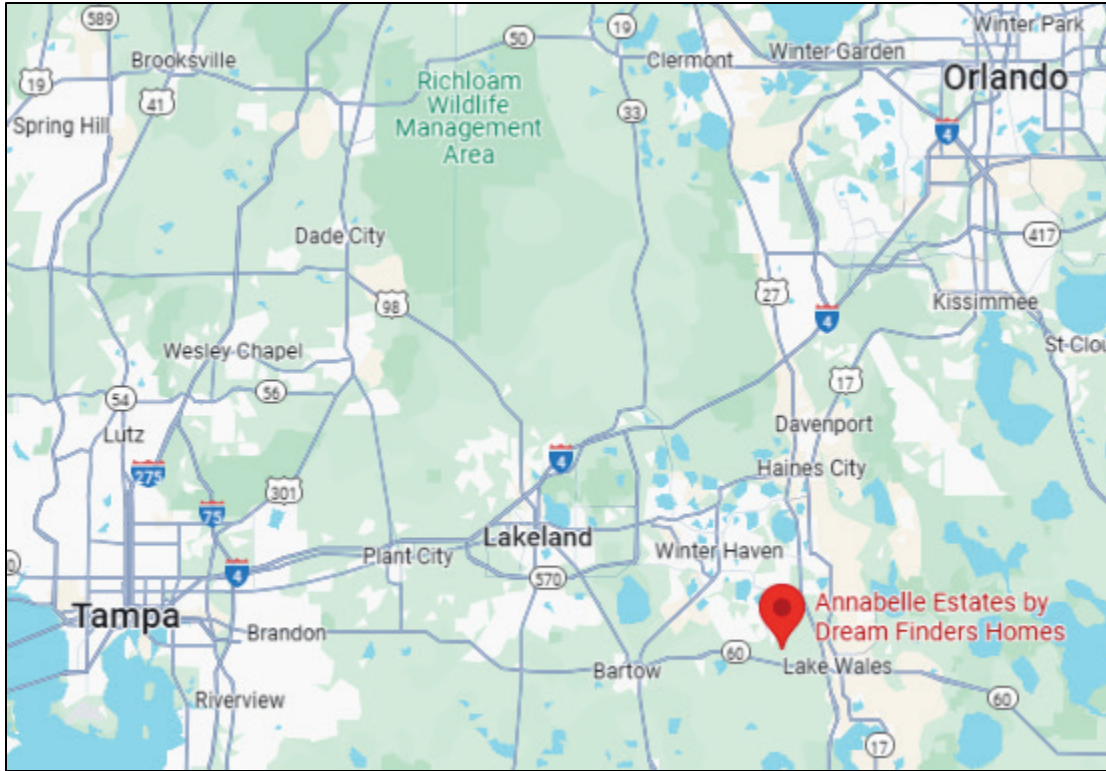 589
19
50
Winter Park
Brooksville
Clermont
Winter Garden
19
Richloam
Wildlife
Management
Area
Orlando
41
33
Spring Hill
4
Dade City
417
27
98
Kissimmee
4
St Clou
Wesley Chapel
17
56
54
Davenport
Lutz
4
Haines City
275
301
75
Lakeland
Plant City
Winter Haven
0
4
570
Tampa
Annabelle Estates by
Dream Finders Homes
Brandon
60
Bartow
Lake Wales
Riverview
60
17